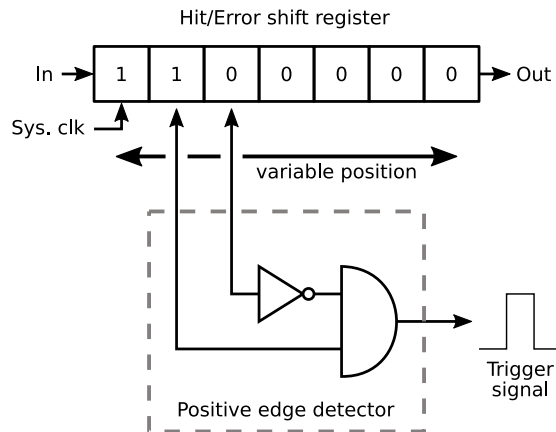 Hit/Error shift register
In 1 1 0 0 0 0 0 Out
Sys. clk
variable position
Trigger
signal
Positive edge detector